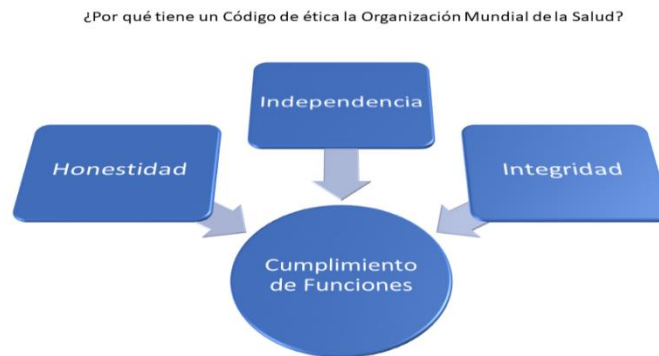 ¿Por qué tiene un Código de ética la Organización Mundial de la Salud?
Independencia
Honestidad
Integridad
Cumplimiento
de Funciones